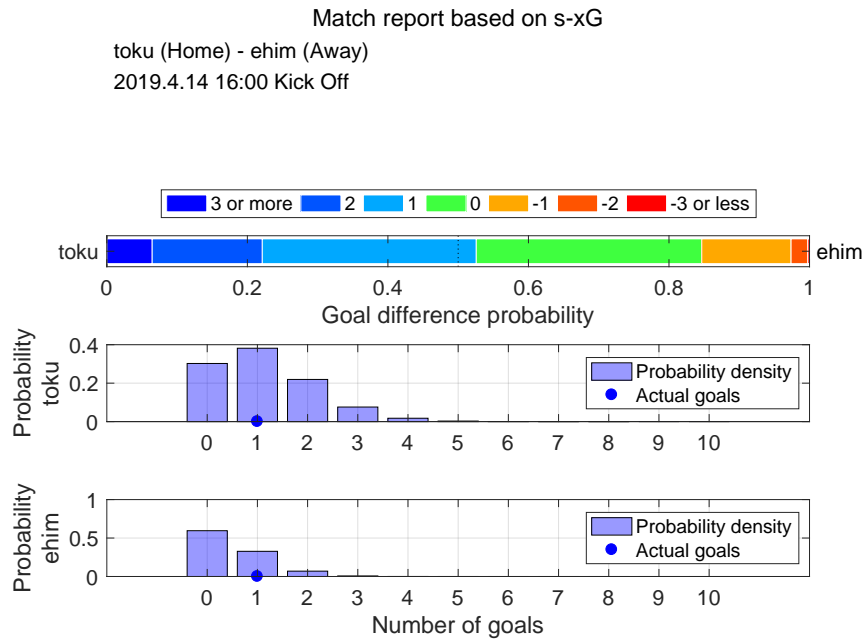 Match report based on s-xG
toku (Home) - ehim (Away)
2019.4.14 16:00 Kick Off
3 or more 2 1 0 -1 -2 -3 or less
toku ehim
0 0.2 0.4 0.6 0.8 1
Goal difference probability
Probability
toku
0.4
0.2
0
Probability density
Actual goals
0 1 2 3 4 5 6 7 8 9 10
Probability
ehim
1
0.5
0
Probability density
Actual goals
0 1 2 3 4 5 6 7 8 9 10
Number of goals